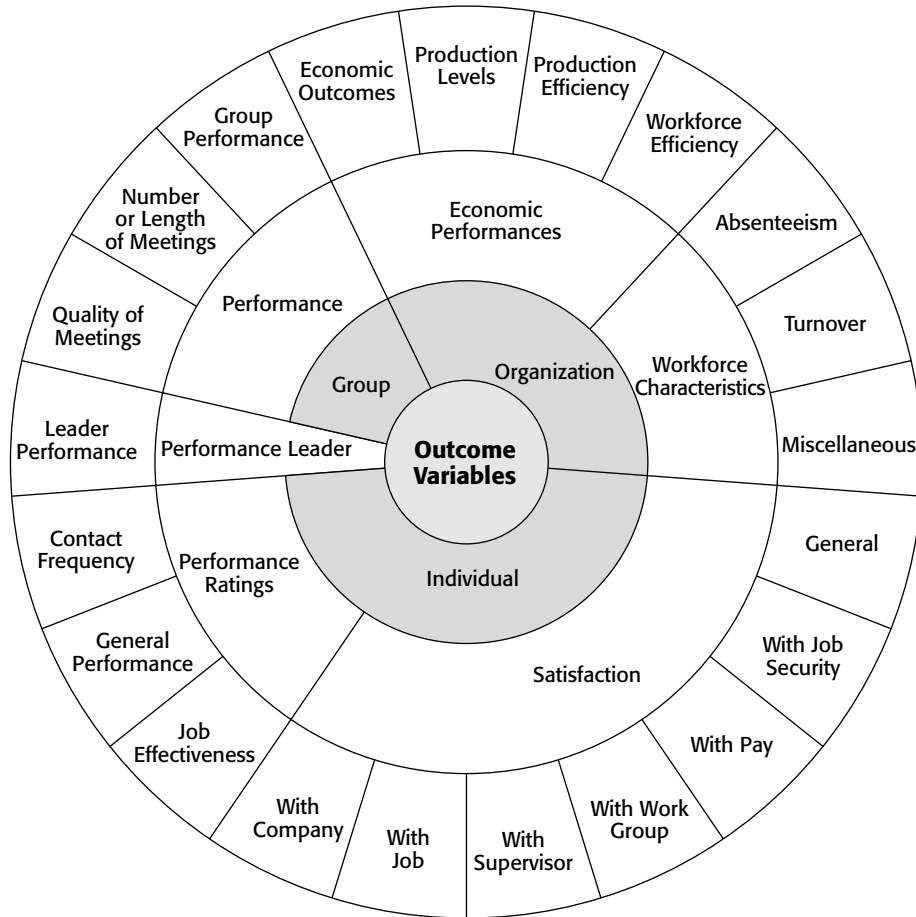 Economic
Outcomes
Production
Levels
Production
Efficiency
Workforce
Efficiency
Absenteeism
Turnover
Miscellaneous
General
With Job
Security
With Pay
With Work
Group
With
Supervisor
With
Job
With
Company
Job
Effectiveness
General
Performance
Contact
Frequency
Leader
Performance
Quality of
Meetings
Number
or Length
of Meetings
Group
Performance
Economic
Performances
Workforce
Characteristics
Satisfaction
Performance
Ratings
Performance Leader
Performance
Group
Organization
Individual
Outcome
Variables